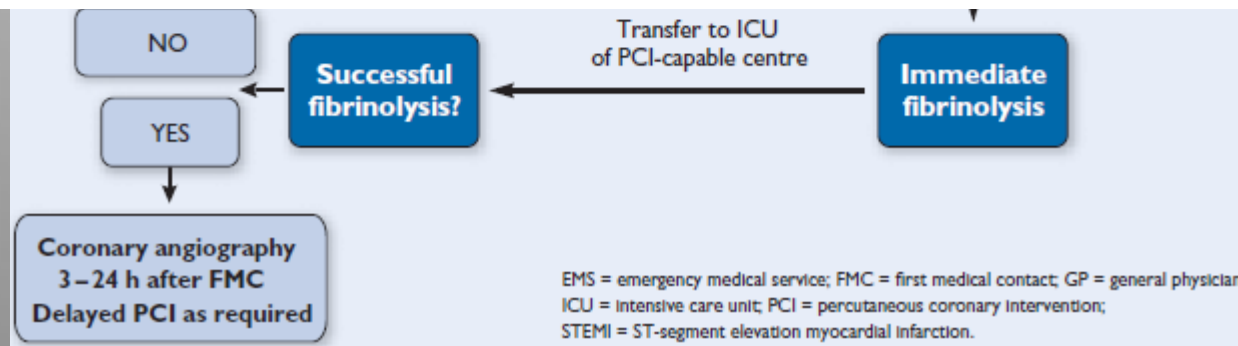 NO
Transfer to ICU
of PCI-capable centre
Successful
fibrinolysis?
Immediate
fibrinolysis
YES
Coronary angiography
3–24 h after FMC
Delayed PCI as required
EMS = emergency medical service; FMC = first medical contact; GP = general physician
ICU = intensive care unit; PCI = percutaneous coronary intervention;
STEMI = ST-segment elevation myocardial infarction.